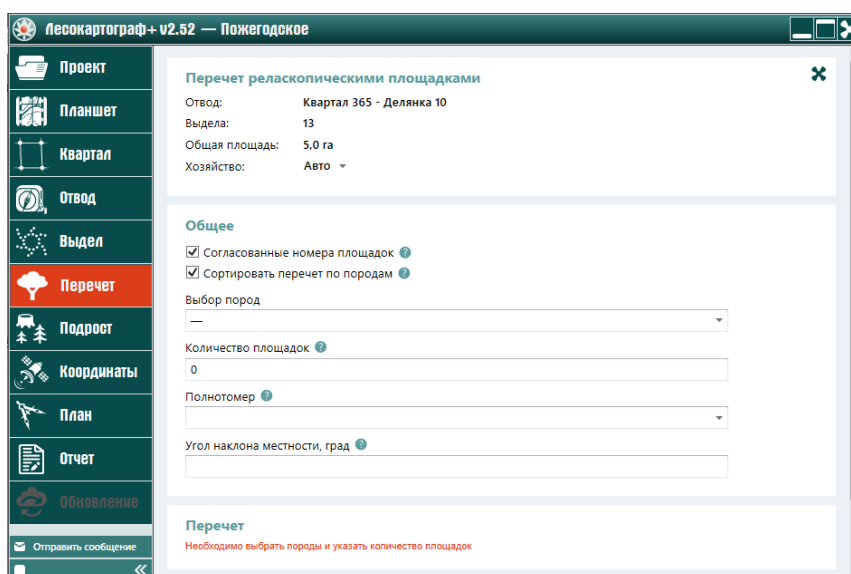 Лесокартограф+ v2.52 — Пожегодское
Проект
Планшет
Квартал
Отвод
Выдел
Перечет
Подрост
Координаты
План
Отчет
Обновление
Отправить сообщение
Перечет реласкопическими площадками
Отвод: Квартал 365 - Делянка 10
Выдела: 13
Общая площадь: 5,0 га
Хозяйство: Авто
Общее
Согласованные номера площадок ?
Сортировать перечет по породам ?
Выбор пород
—
Количество площадок ?
0
Полнотомер ?
Угол наклона местности, град ?
Перечет
Необходимо выбрать породы и указать количество площадок